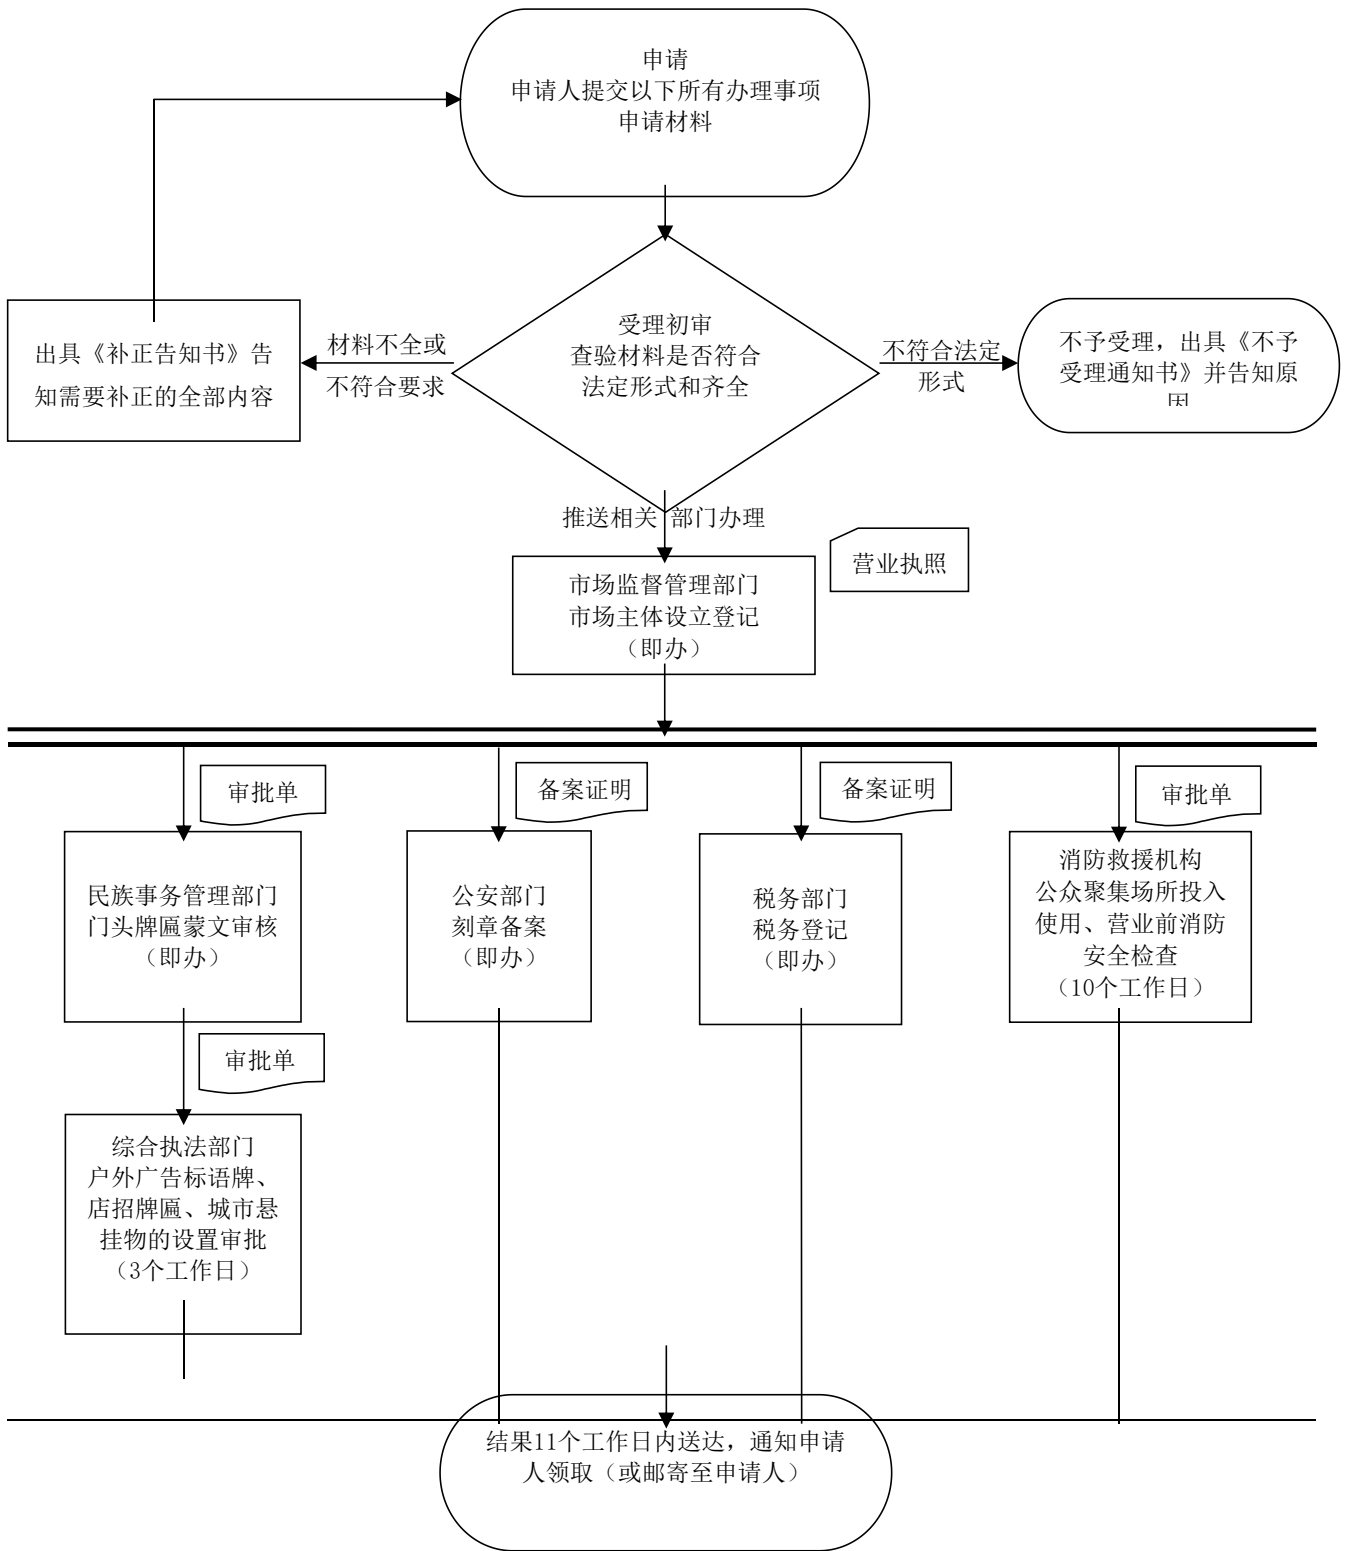 申请
申请人提交以下所有办理事项
申请材料
受理初审
查验材料是否符合
法定形式和齐全
材料不全或
不符合要求
出具《补正告知书》告
知需要补正的全部内容
不符合法定
形式
不予受理，出具《不予
受理通知书》并告知原
因
推送相关 部门办理
营业执照
市场监督管理部门
市场主体设立登记
（即办）
审批单
民族事务管理部门
门头牌匾蒙文审核
（即办）
备案证明
公安部门
刻章备案
（即办）
备案证明
税务部门
税务登记
（即办）
审批单
消防救援机构
公众聚集场所投入
使用、营业前消防
安全检查
（10个工作日）
审批单
综合执法部门
户外广告标语牌、
店招牌匾、城市悬
挂物的设置审批
（3个工作日）
结果11个工作日内送达，通知申请
人领取（或邮寄至申请人）